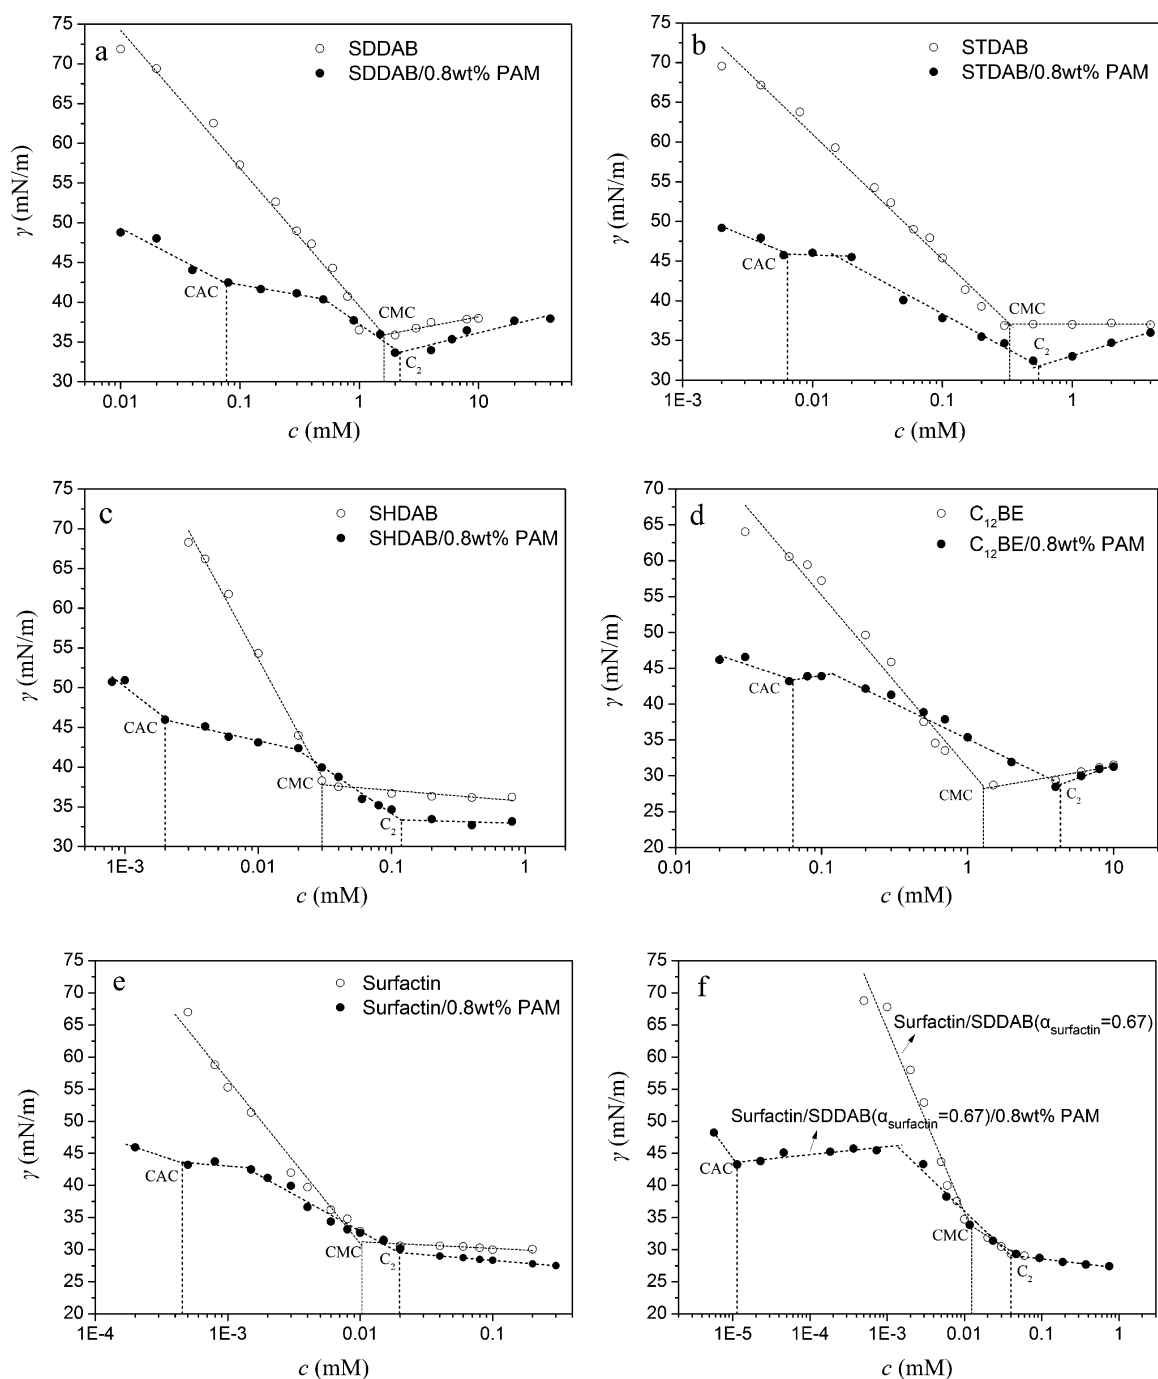 a
SDDAB
SDDAB/0.8wt% PAM
CAC
CMC
C₂
γ (mN/m)
75
70
65
60
55
50
45
40
35
30
0.01 0.1 1 10
c (mM)
b
STDAB
STDAB/0.8wt% PAM
CAC
CMC
C₂
γ (mN/m)
75
70
65
60
55
50
45
40
35
30
1E-3 0.01 0.1 1
c (mM)
c
SHDAB
SHDAB/0.8wt% PAM
CAC
CMC
C₂
γ (mN/m)
75
70
65
60
55
50
45
40
35
30
1E-3 0.01 0.1 1
c (mM)
d
C₁₂BE
C₁₂BE/0.8wt% PAM
CAC
CMC
C₂
γ (mN/m)
70
65
60
55
50
45
40
35
30
25
20
0.01 0.1 1 10
c (mM)
e
Surfactin
Surfactin/0.8wt% PAM
CAC
CMC
C₂
γ (mN/m)
75
70
65
60
55
50
45
40
35
30
25
20
1E-4 1E-3 0.01 0.1
c (mM)
f
Surfactin/SDDAB(α_surfactin=0.67)
Surfactin/SDDAB(α_surfactin=0.67)/0.8wt% PAM
CAC
CMC
C₂
γ (mN/m)
75
70
65
60
55
50
45
40
35
30
25
20
1E-5 1E-4 1E-3 0.01 0.1 1
c (mM)